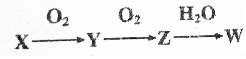 O₂ O₂ H₂O
X → Y → Z → W